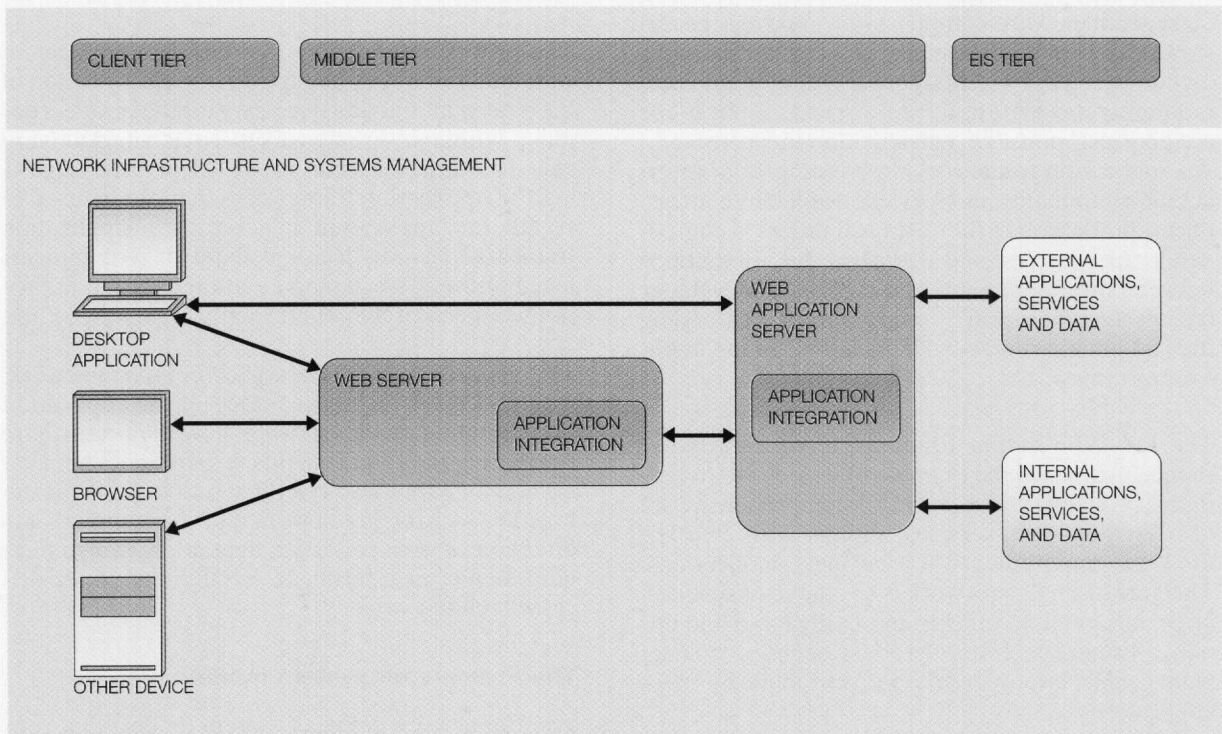 CLIENT TIER
MIDDLE TIER
EIS TIER
NETWORK INFRASTRUCTURE AND SYSTEMS MANAGEMENT
DESKTOP
APPLICATION
BROWSER
OTHER DEVICE
WEB SERVER
APPLICATION
INTEGRATION
WEB
APPLICATION
SERVER
APPLICATION
INTEGRATION
EXTERNAL
APPLICATIONS,
SERVICES
AND DATA
INTERNAL
APPLICATIONS,
SERVICES,
AND DATA